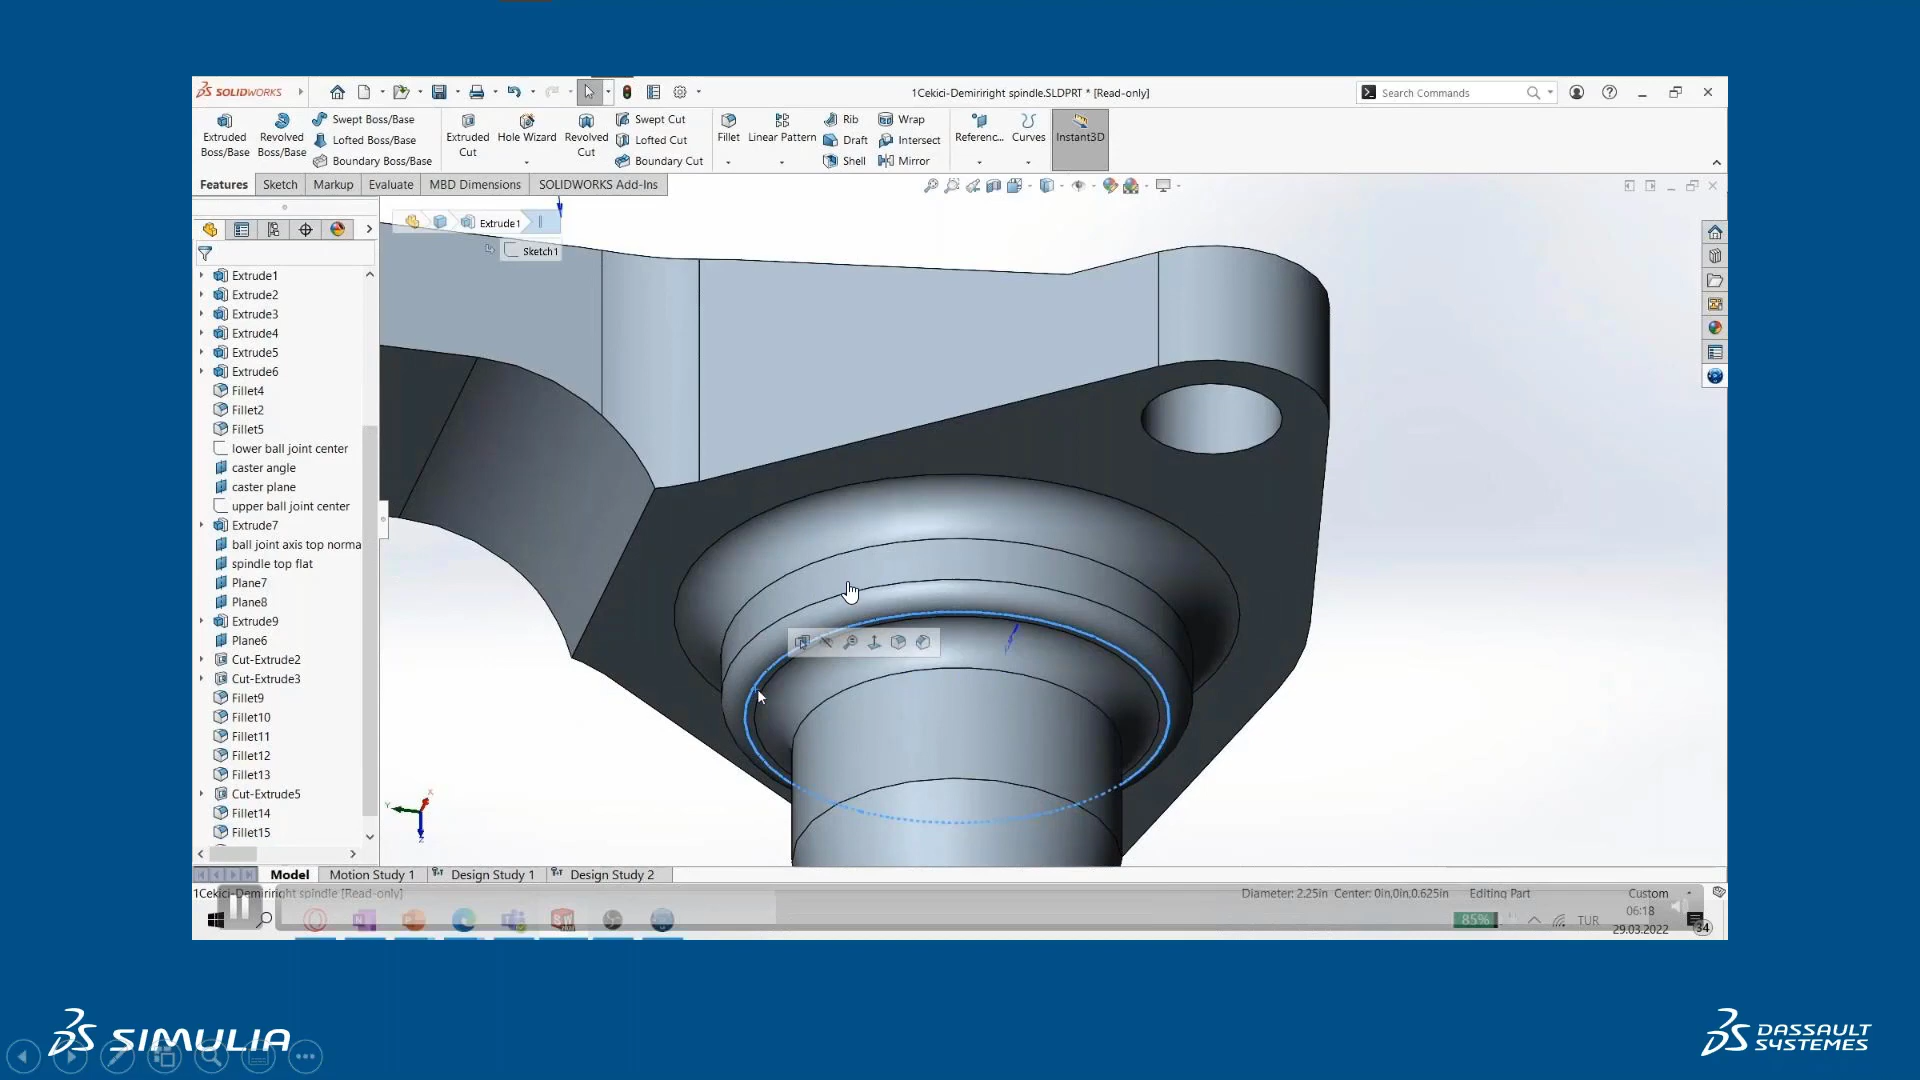 SOLIDWORKS
1Cekici-Demiriright spindle.SLDPRT * [Read-only]
Search Commands
Extruded Boss/Base
Revolved Boss/Base
Swept Boss/Base
Lofted Boss/Base
Boundary Boss/Base
Extruded Cut
Hole Wizard
Revolved Cut
Swept Cut
Lofted Cut
Boundary Cut
Fillet
Linear Pattern
Rib
Draft
Shell
Wrap
Intersect
Mirror
Referenc...
Curves
Instant3D
Features
Sketch
Markup
Evaluate
MBD Dimensions
SOLIDWORKS Add-Ins
Extrude1
Sketch1
Extrude1
Extrude2
Extrude3
Extrude4
Extrude5
Extrude6
Fillet4
Fillet2
Fillet5
lower ball joint center
caster angle
caster plane
upper ball joint center
Extrude7
ball joint axis top norma
spindle top flat
Plane7
Plane8
Extrude9
Plane6
Cut-Extrude2
Cut-Extrude3
Fillet9
Fillet10
Fillet11
Fillet12
Fillet13
Cut-Extrude5
Fillet14
Fillet15
Y
X
Z
Model
Motion Study 1
Design Study 1
Design Study 2
1Cekici-Demiriright spindle [Read-only]
Diameter: 2.25in Center: 0in,0in,0.625in
Editing Part
Custom
85%
TUR
06:18
29.03.2022
34
SIMULIA
DASSAULT
SYSTEMES